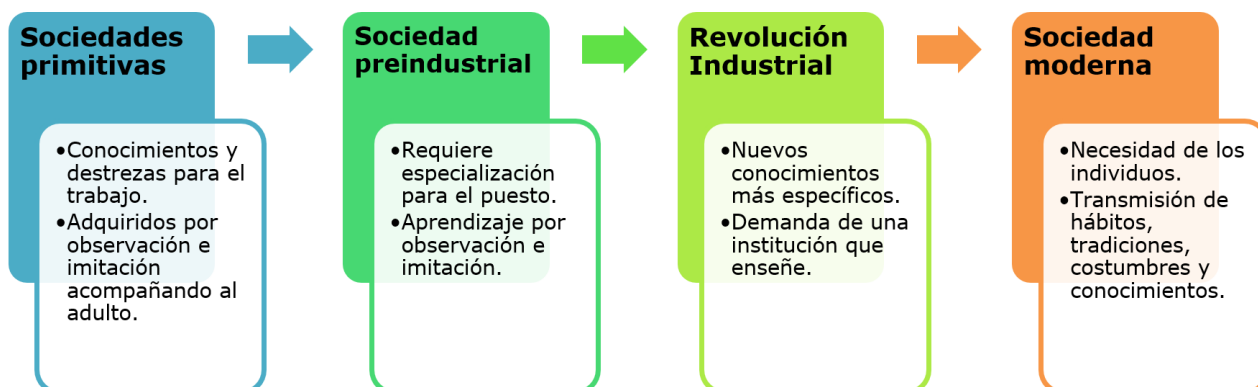 Sociedades
primitivas
•Conocimientos y
destrezas para el
trabajo.
•Adquiridos por
observación e
imitación
acompañando al
adulto.
Sociedad
preindustrial
•Requiere
especialización
para el puesto.
•Aprendizaje por
observación e
imitación.
Revolución
Industrial
•Nuevos
conocimientos
más específicos.
•Demanda de una
institución que
enseñe.
Sociedad
moderna
•Necesidad de los
individuos.
•Transmisión de
hábitos,
tradiciones,
costumbres y
conocimientos.